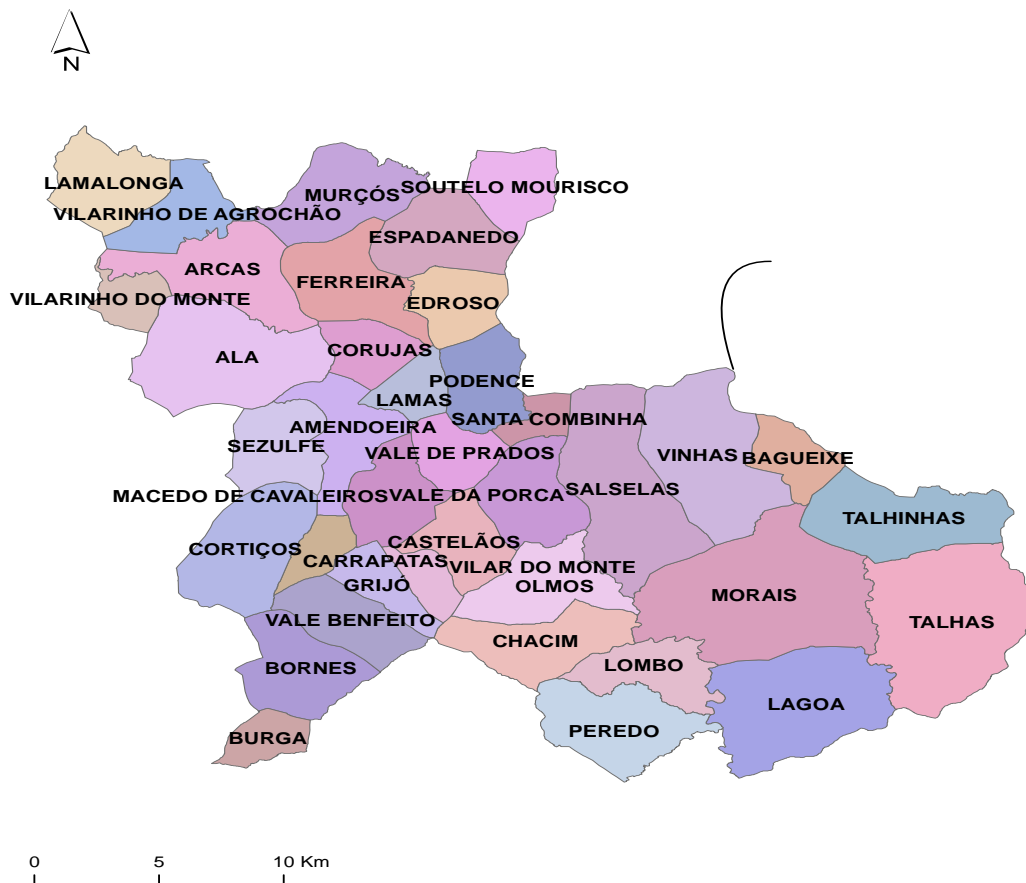 N
LAMALONGA
SOUTELO MOURISCO
MURÇÓS
VILARINHO DE AGROCHÃO
ESPADANEDO
ARCAS
FERREIRA
VILARINHO DO MONTE
EDROSO
CORUJAS
ALA
PODENCE
LAMAS
SANTA COMBINHA
AMENDOEIRA
SEZULFE
VALE DE PRADOS
VINHAS
BAGUEIXE
SALSELAS
MACEDO DE CAVALEIROS
VALE DA PORCA
TALHINHAS
CASTELÃOS
CORTIÇOS
CARRAPATAS
VILAR DO MONTE
GRIJÓ
OLMOS
MORAIS
VALE BENFEITO
TALHAS
CHACIM
LOMBO
BORNES
LAGOA
PEREDO
BURGA
0 5 10 Km